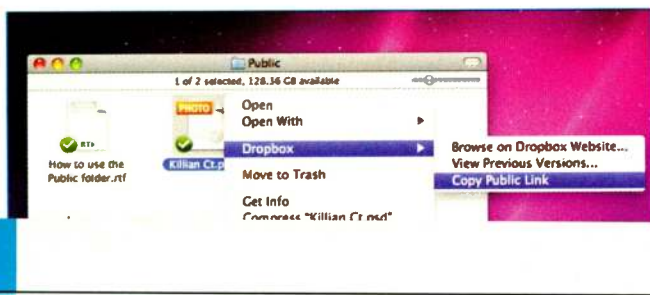 Public
1 of 2 selected, 128.36 GB available
PHOTO
RTF
How to use the
Public folder.rtf
Killian Ct.p
Open
Open With
Dropbox
Move to Trash
Get Info
Compress "Killian Ct.psd"
Browse on Dropbox Website...
View Previous Versions...
Copy Public Link